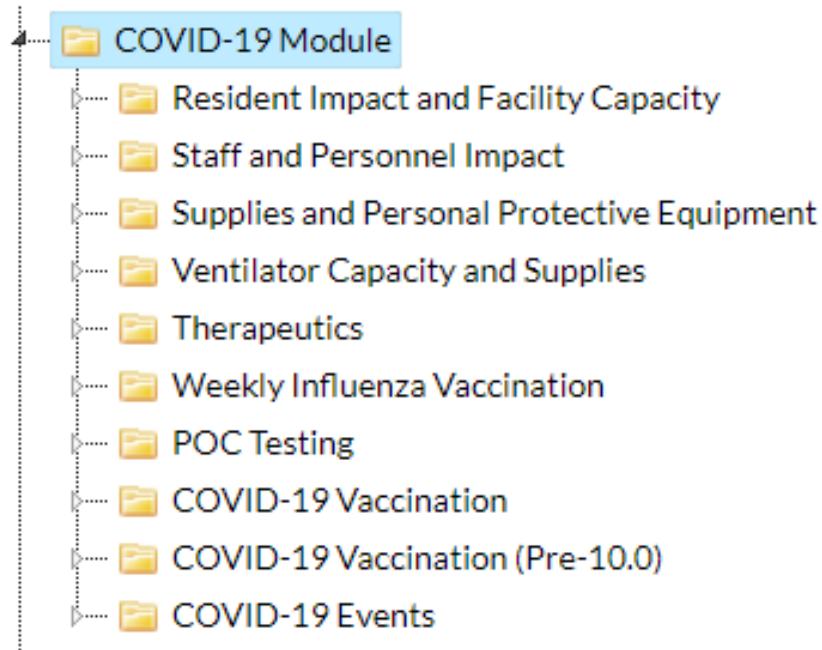 COVID-19 Module
Resident Impact and Facility Capacity
Staff and Personnel Impact
Supplies and Personal Protective Equipment
Ventilator Capacity and Supplies
Therapeutics
Weekly Influenza Vaccination
POC Testing
COVID-19 Vaccination
COVID-19 Vaccination (Pre-10.0)
COVID-19 Events